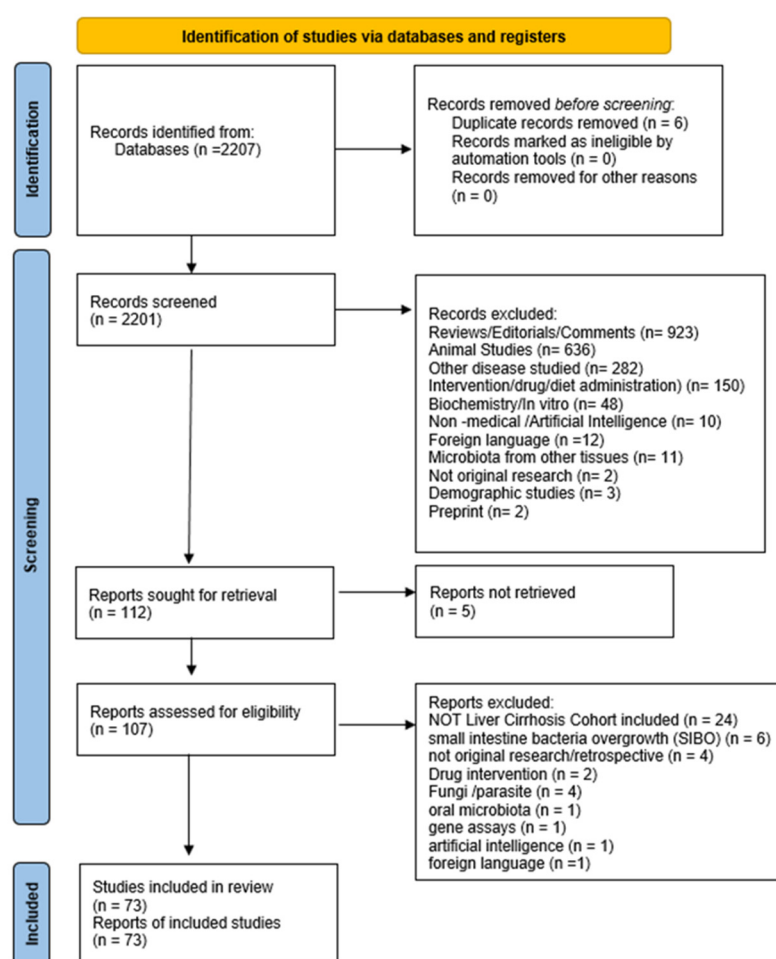 Identification of studies via databases and registers
Identification
Records identified from:
Databases (n =2207)
Records removed before screening:
Duplicate records removed (n = 6)
Records marked as ineligible by
automation tools (n = 0)
Records removed for other reasons
(n = 0)
Screening
Records screened
(n = 2201)
Records excluded:
Reviews/Editorials/Comments (n= 923)
Animal Studies (n= 636)
Other disease studied (n= 282)
Intervention/drug/diet administration) (n= 150)
Biochemistry/In vitro (n= 48)
Non -medical /Artificial Intelligence (n= 10)
Foreign language (n =12)
Microbiota from other tissues (n= 11)
Not original research (n= 2)
Demographic studies (n= 3)
Preprint (n= 2)
Reports sought for retrieval
(n = 112)
Reports not retrieved
(n = 5)
Reports assessed for eligibility
(n = 107)
Reports excluded:
NOT Liver Cirrhosis Cohort included (n = 24)
small intestine bacteria overgrowth (SIBO) (n = 6)
not original research/retrospective (n = 4)
Drug intervention (n = 2)
Fungi /parasite (n = 4)
oral microbiota (n = 1)
gene assays (n = 1)
artificial intelligence (n = 1)
foreign language (n =1)
Included
Studies included in review
(n = 73)
Reports of included studies
(n = 73)